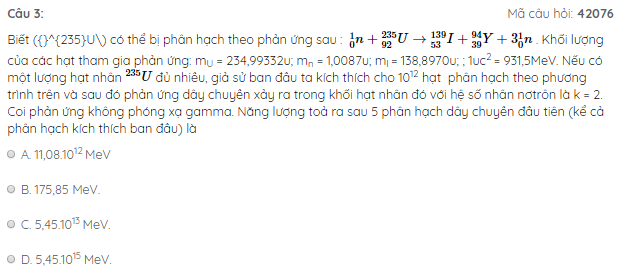 Câu 3:
Mã câu hỏi: 42076
Biết ({}^{235}U\) có thể bị phân hạch theo phản ứng sau : ¹₀n + ²³⁵₉₂U → ¹³⁹₅₃I + ⁹⁴₃₉Y + 3¹₀n . Khối lượng
của các hạt tham gia phản ứng: mU = 234,99332u; mn = 1,0087u; mI = 138,8970u; ; 1uc² = 931,5MeV. Nếu có
một lượng hạt nhân ²³⁵U đủ nhiều, giả sử ban đâu ta kích thích cho 10¹² hạt phân hạch theo phương
trình trên và sau đó phản ứng dây chuyên xảy ra trong khối hạt nhân đó với hệ số nhân nơtrôn là k = 2.
Coi phản ứng không phóng xạ gamma. Năng lượng toả ra sau 5 phân hạch dây chuyên đâu tiên (kể cả
phân hạch kích thích ban đâu) là
A. 11,08.10¹² MeV
B. 175,85 MeV.
C. 5,45.10¹³ MeV.
D. 5,45.10¹⁵ MeV.